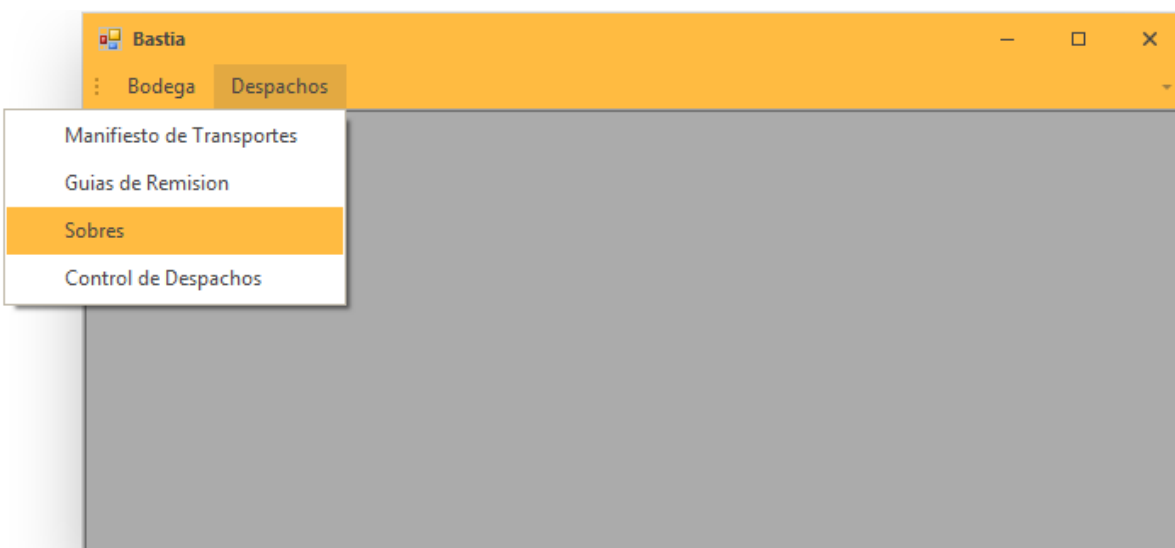 Bastia
Bodega Despachos
Manifiesto de Transportes
Guias de Remision
Sobres
Control de Despachos